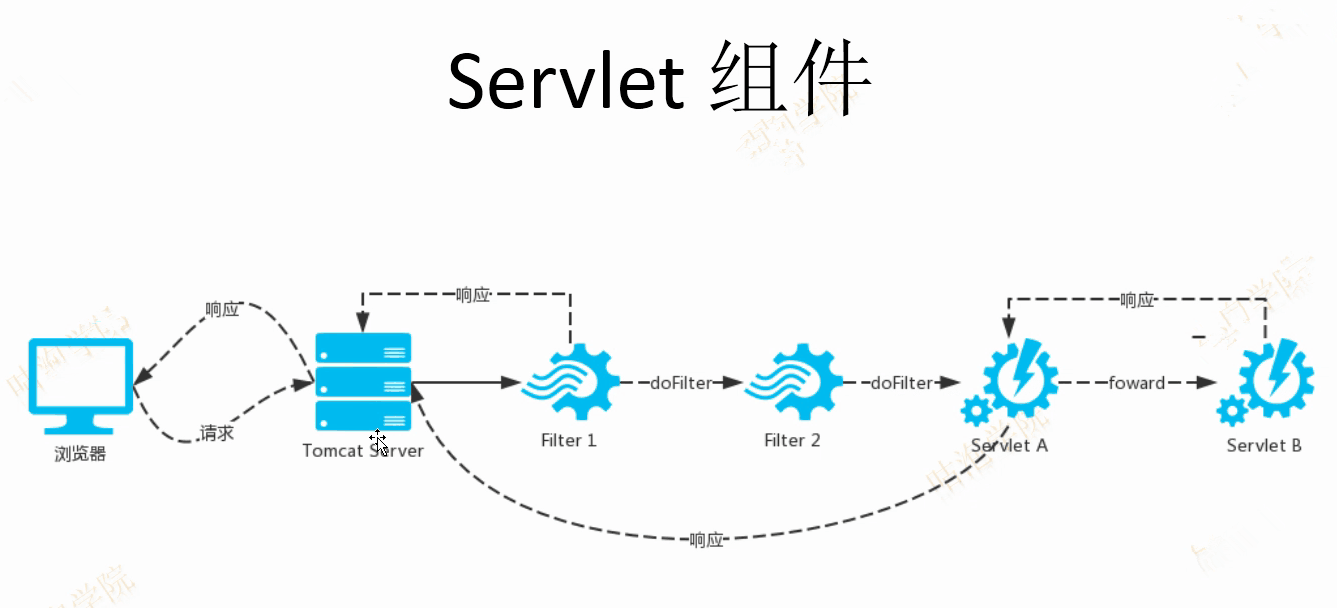 Servlet 组件
响应
响应
响应
doFilter
doFilter
foward
请求
浏览器
Tomcat Server
Filter 1
Filter 2
Servlet A
Servlet B
响应